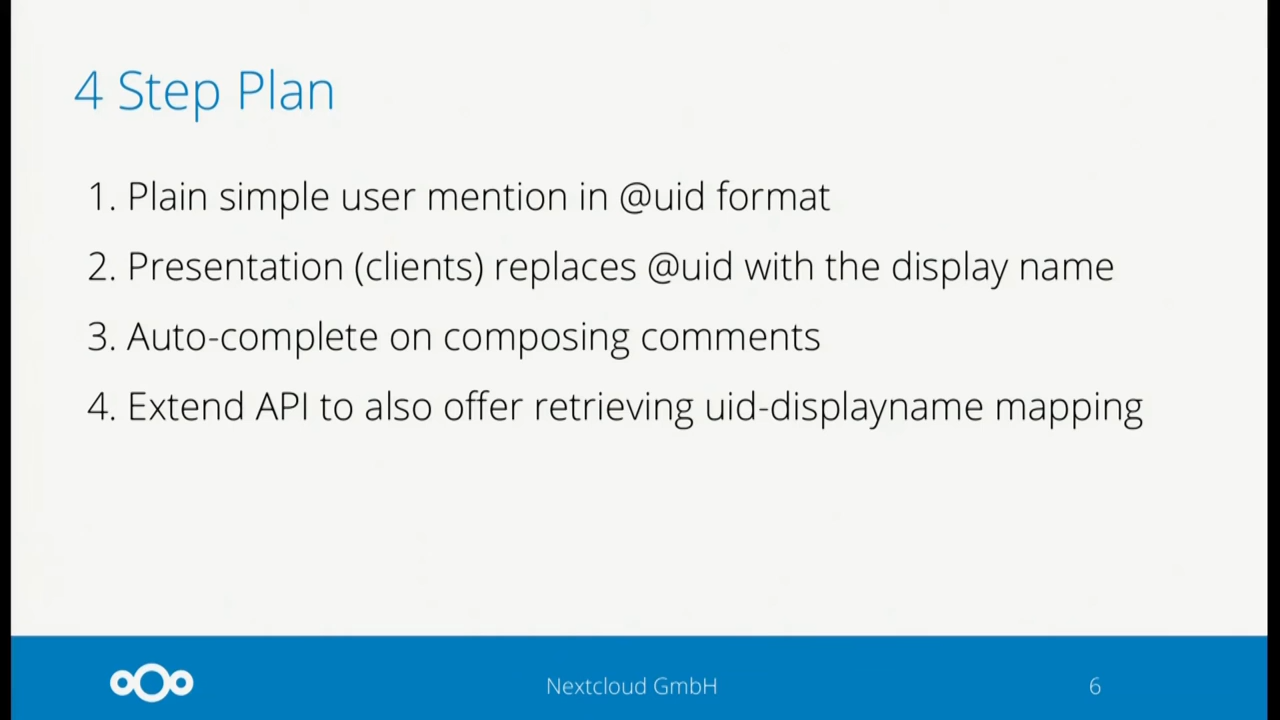 4 Step Plan
1. Plain simple user mention in @uid format
2. Presentation (clients) replaces @uid with the display name
3. Auto-complete on composing comments
4. Extend API to also offer retrieving uid-displayname mapping
Nextcloud GmbH
6